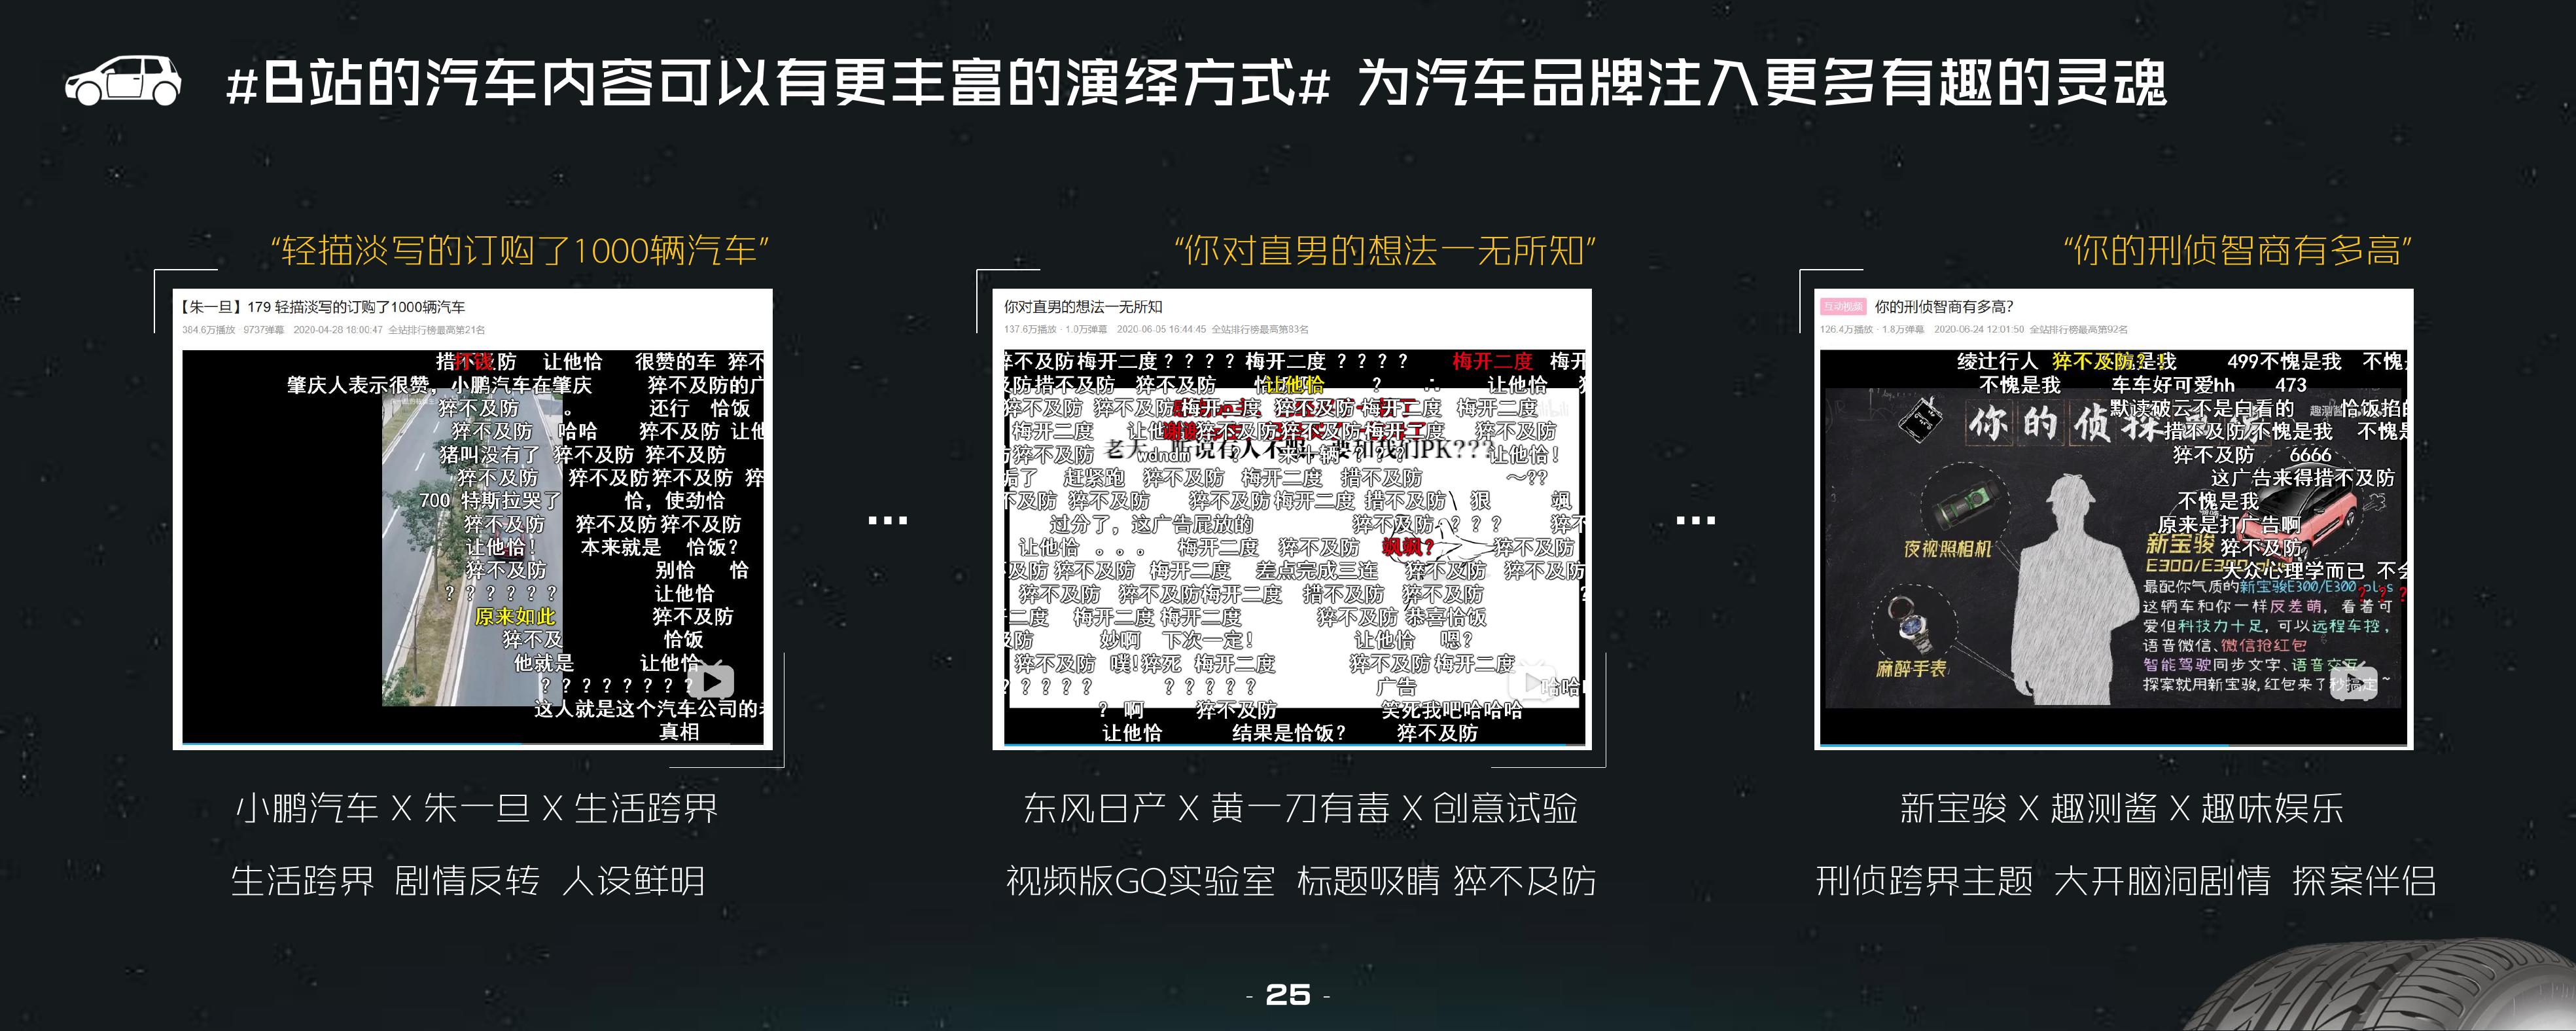 #B站的汽车内容可以有更丰富的演绎方式# 为汽车品牌注入更多有趣的灵魂
“轻描淡写的订购了1000辆汽车”
【朱一旦】179 轻描淡写的订购了1000辆汽车
384.6万播放 · 9737弹幕 2020-04-28 18:00:47 全站排行榜最高第21名
打钱 让他恰 很赞的车 猝不
肇庆人表示很赞，小鹏汽车在肇庆 猝不及防的广
猝不及防 。 还行 恰饭
猝不及防 哈哈 猝不及防 让他
猪叫没有了 猝不及防 猝不及防
猝不及防 猝不及防 猝不及防 猝
700 特斯拉哭了 恰，使劲恰
猝不及防 猝不及防 猝不及防
让他恰！ 本来就是 恰饭？
猝不及防 别恰 恰
？？？？？？ 让他恰
原来如此 猝不及防
猝不及 恰饭
他就是 让他恰
？？？？？？？？
这人就是这个汽车公司的老
真相
小鹏汽车 X 朱一旦 X 生活跨界
生活跨界 剧情反转 人设鲜明
“你对直男的想法一无所知”
你对直男的想法一无所知
137.6万播放 · 1.0万弹幕 2020-06-05 16:44:45 全站排行榜最高第83名
猝不及防 梅开二度 ？？？？ 梅开二度 ？？？？ 梅开二度 梅开
及防 措不及防 猝不及防 让他恰 ？ 让他恰
猝不及防 猝不及防 梅开二度 猝不及防 梅开二度 梅开二度
梅开二度 猝不及防 猝不及防 梅开二度 猝不及防
猝不及防 wdndm 让他恰！
后了 赶紧跑 猝不及防 梅开二度 措不及防 ～??
不及防 猝不及防 猝不及防 梅开二度 措不及防 狠 飒
过分了，这广告屁放的 猝不及防 ？？？ 猝不
让他恰 。。。 梅开二度 猝不及防 飒飒？ 猝不及防
及防 猝不及防 梅开二度 差点完成三连 猝不及防 猝不及防
猝不及防 猝不及防 梅开二度 措不及防 猝不及防
二度 梅开二度 梅开二度 猝不及防 恭喜恰饭
及防 妙啊 下次一定！ 让他恰 嗯？
猝不及防 噗！猝死 梅开二度 猝不及防 梅开二度
？？？？ ？？？？？ 广告 哈哈
？ 啊 猝不及防 笑死我吧哈哈哈
让他恰 结果是恰饭？ 猝不及防
东风日产 X 黄一刀有毒 X 创意试验
视频版GQ实验室 标题吸睛 猝不及防
“你的刑侦智商有多高”
互动视频 你的刑侦智商有多高？
126.4万播放 · 1.8万弹幕 2020-06-24 12:01:50 全站排行榜最高第92名
绫辻行人 猝不及防 是我 499不愧是我 不愧
不愧是我 车车好可爱hh 473
默读破云不是白看的 恰饭掐的
你的侦探
措不及防 不愧是我 不愧是
猝不及防 6666
这广告来得措不及防
不愧是我
原来是打广告啊
新宝骏 猝不及防
夜视照相机
E300/E300 大众心理学而已 不会
最配你气质的新宝骏E300/E300 plus
这辆车和你一样反差萌，看着可
爱但科技力十足，可以远程车控，
语音微信、微信抢红包
智能驾驶同步文字、语音交互
探案就用新宝骏，红包来了秒搞定～
麻醉手表
新宝骏 X 趣测酱 X 趣味娱乐
刑侦跨界主题 大开脑洞剧情 探案伴侣
- 25 -